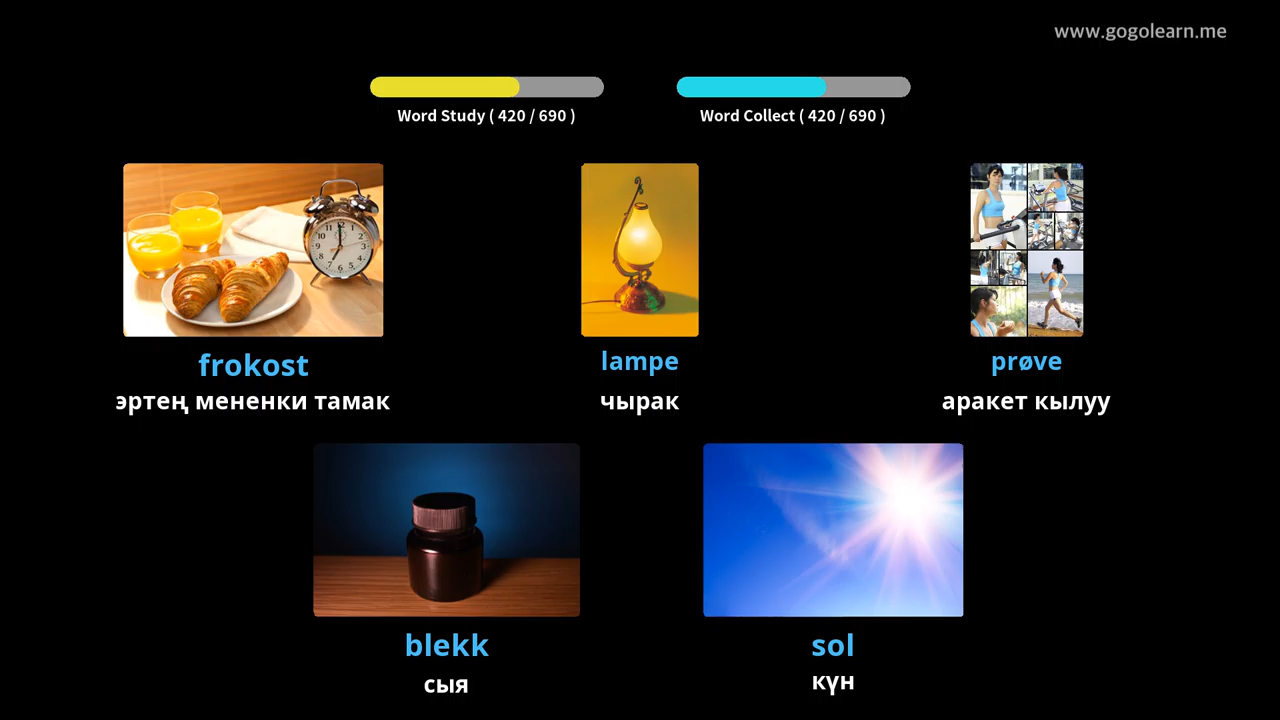 www.gogolearn.me
Word Study ( 420 / 690 )
Word Collect ( 420 / 690 )
frokost
эртең мененки тамак
lampe
чырак
prøve
аракет кылуу
blekk
сыя
sol
күн